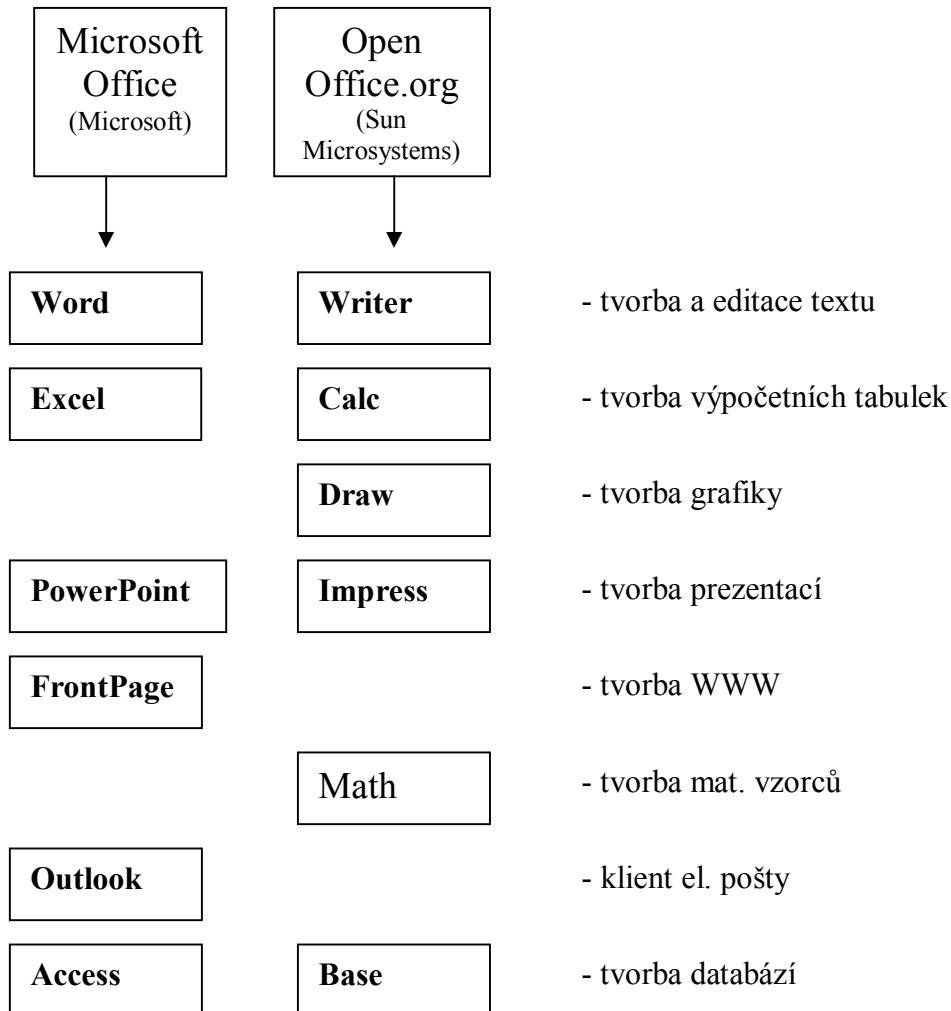 Microsoft
Office
(Microsoft)
Open
Office.org
(Sun
Microsystems)
Word
Writer
- tvorba a editace textu
Excel
Calc
- tvorba výpočetních tabulek
Draw
- tvorba grafiky
PowerPoint
Impress
- tvorba prezentací
FrontPage
- tvorba WWW
Math
- tvorba mat. vzorců
Outlook
- klient el. pošty
Access
Base
- tvorba databází